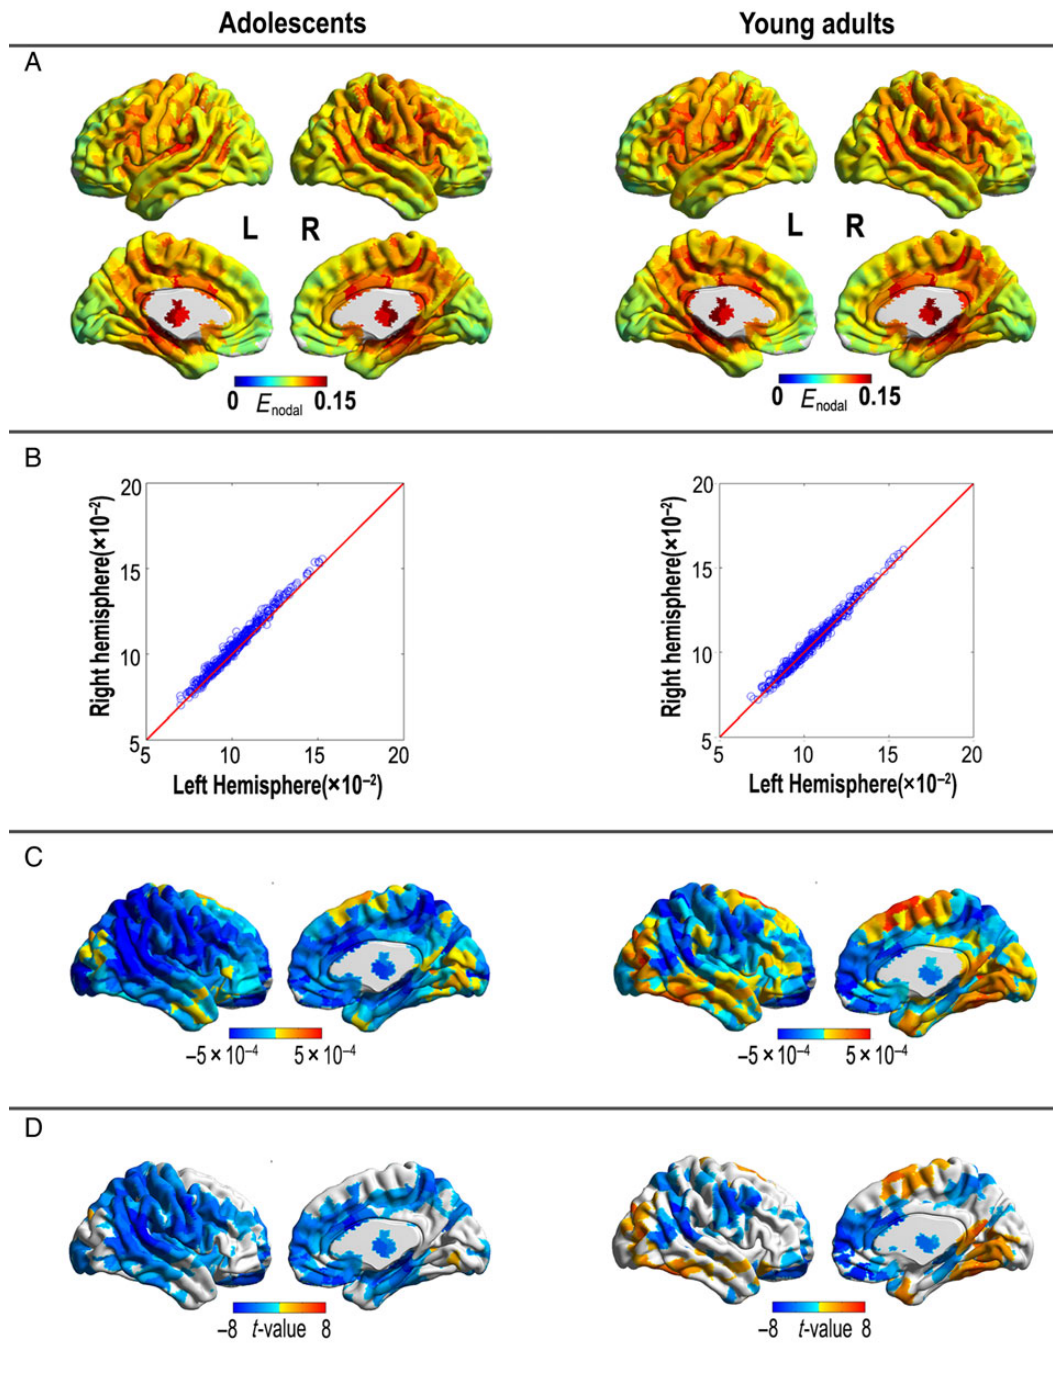 Adolescents Young adults
A
L R L R
0 E nodal 0.15 0 E nodal 0.15
B
20 20
15 15
10 10
5 5
5 10 15 20 5 10 15 20
Right hemisphere(×10⁻²) Right hemisphere(×10⁻²)
Left Hemisphere(×10⁻²) Left Hemisphere(×10⁻²)
C
−5 × 10⁻⁴ 5 × 10⁻⁴ −5 × 10⁻⁴ 5 × 10⁻⁴
D
−8 t-value 8 −8 t-value 8